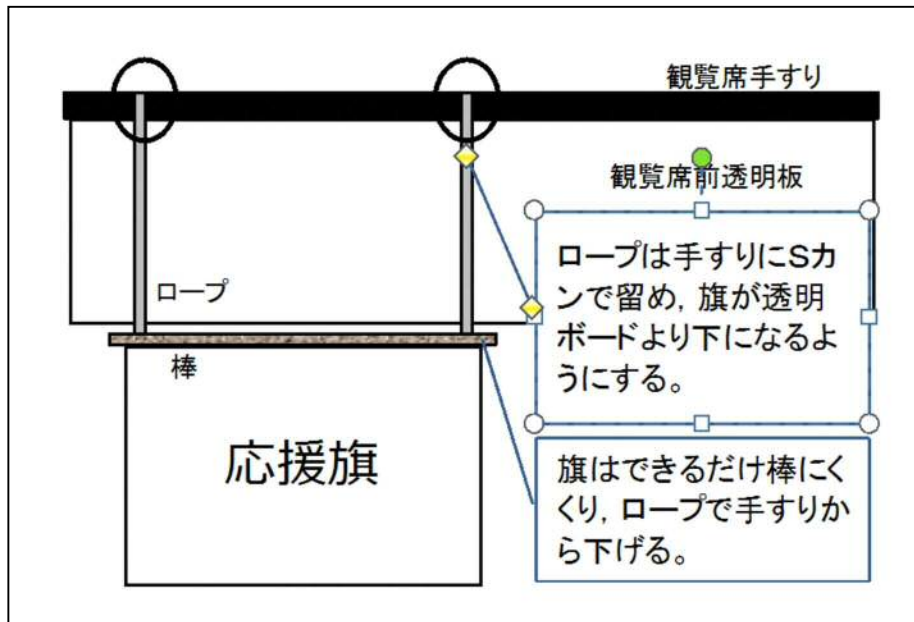 観覧席手すり
観覧席前透明板
ロープは手すりにSカ
ンで留め, 旗が透明
ボードより下になるよ
うにする。
ロープ
棒
応援旗
旗はできるだけ棒にく
くり, ロープで手すりか
ら下げる。